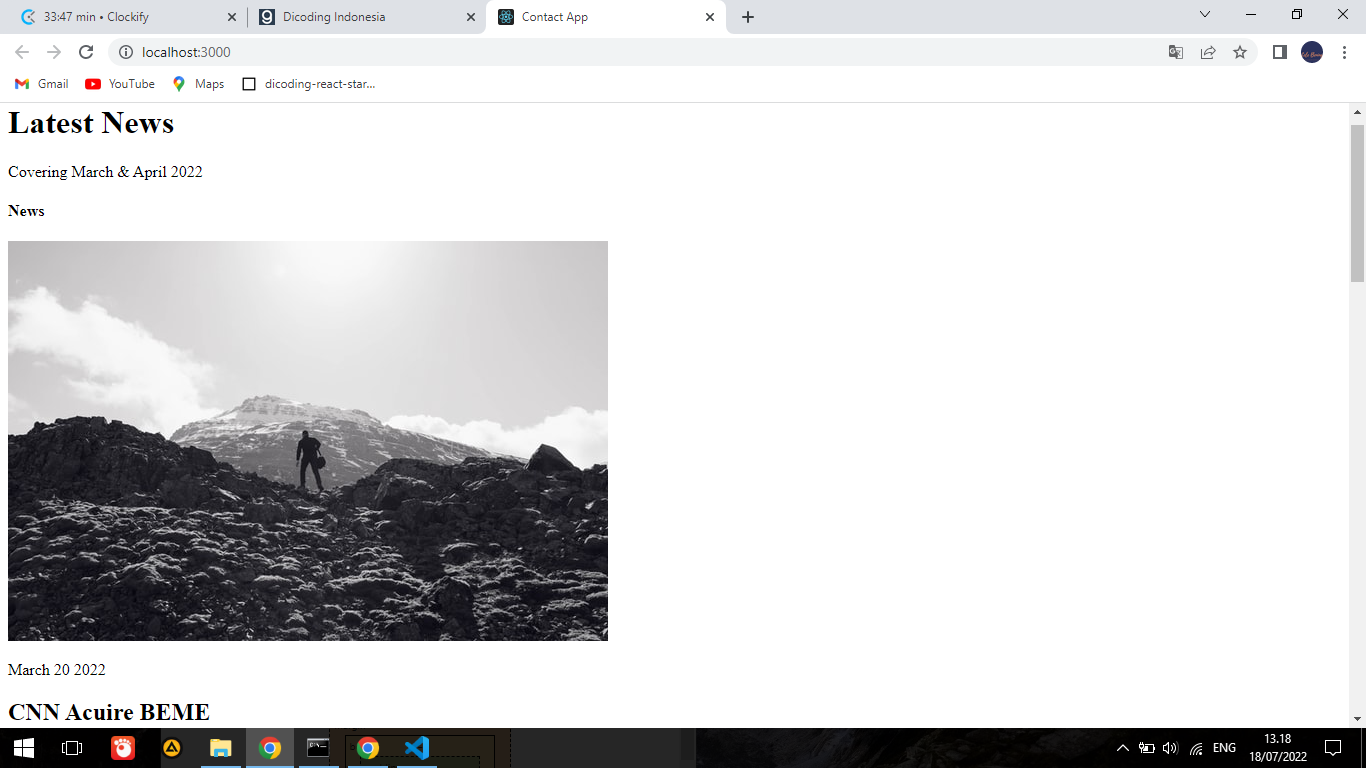 33:47 min • Clockify
Dicoding Indonesia
Contact App
localhost:3000
Gmail
YouTube
Maps
dicoding-react-star...
Latest News
Covering March & April 2022
News
March 20 2022
CNN Acuire BEME
ENG
13.18
18/07/2022